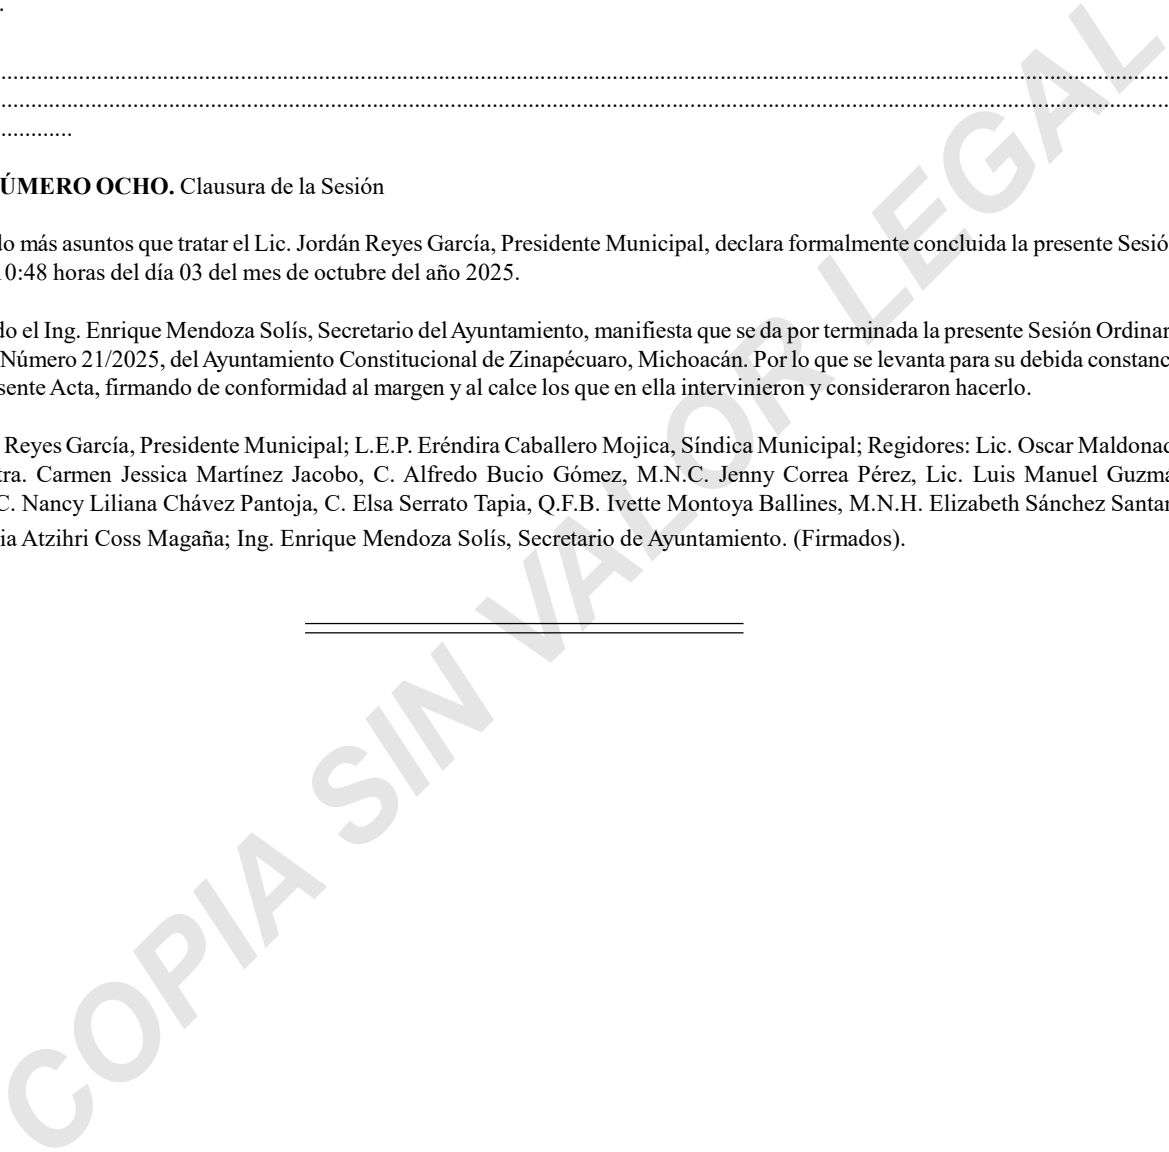 .
....................................................................................................
....................................................................................................
.............
ÚMERO OCHO. Clausura de la Sesión
do más asuntos que tratar el Lic. Jordán Reyes García, Presidente Municipal, declara formalmente concluida la presente Sesió
0:48 horas del día 03 del mes de octubre del año 2025.
do el Ing. Enrique Mendoza Solís, Secretario del Ayuntamiento, manifiesta que se da por terminada la presente Sesión Ordinar
Número 21/2025, del Ayuntamiento Constitucional de Zinapécuaro, Michoacán. Por lo que se levanta para su debida constanc
sente Acta, firmando de conformidad al margen y al calce los que en ella intervinieron y consideraron hacerlo.
Reyes García, Presidente Municipal; L.E.P. Eréndira Caballero Mojica, Síndica Municipal; Regidores: Lic. Oscar Maldonad
tra. Carmen Jessica Martínez Jacobo, C. Alfredo Bucio Gómez, M.N.C. Jenny Correa Pérez, Lic. Luis Manuel Guzmá
C. Nancy Liliana Chávez Pantoja, C. Elsa Serrato Tapia, Q.F.B. Ivette Montoya Ballines, M.N.H. Elizabeth Sánchez Santan
ia Atzihri Coss Magaña; Ing. Enrique Mendoza Solís, Secretario de Ayuntamiento. (Firmados).
COPIA SIN VALOR LEGAL